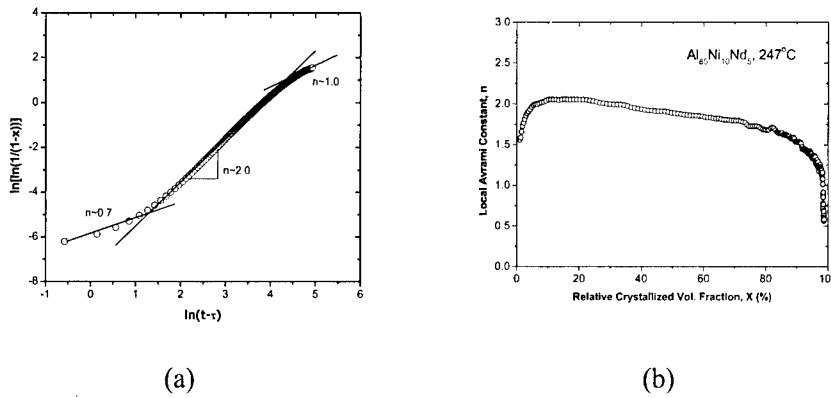 4
2
0
-2
-4
-6
-8
ln[ln(1/(1-x))]
n~1.0
n~2 0
n~0 7
-1 0 1 2 3 4 5 6
ln(t-τ)
(a)
3.0
2.5
2.0
1.5
1.0
0.5
0.0
Local Avrami Constant, n
Al₈₅Ni₁₀Nd₅, 247°C
0 20 40 60 80 10
Relative Crystallized Vol. Fraction, X (%)
(b)